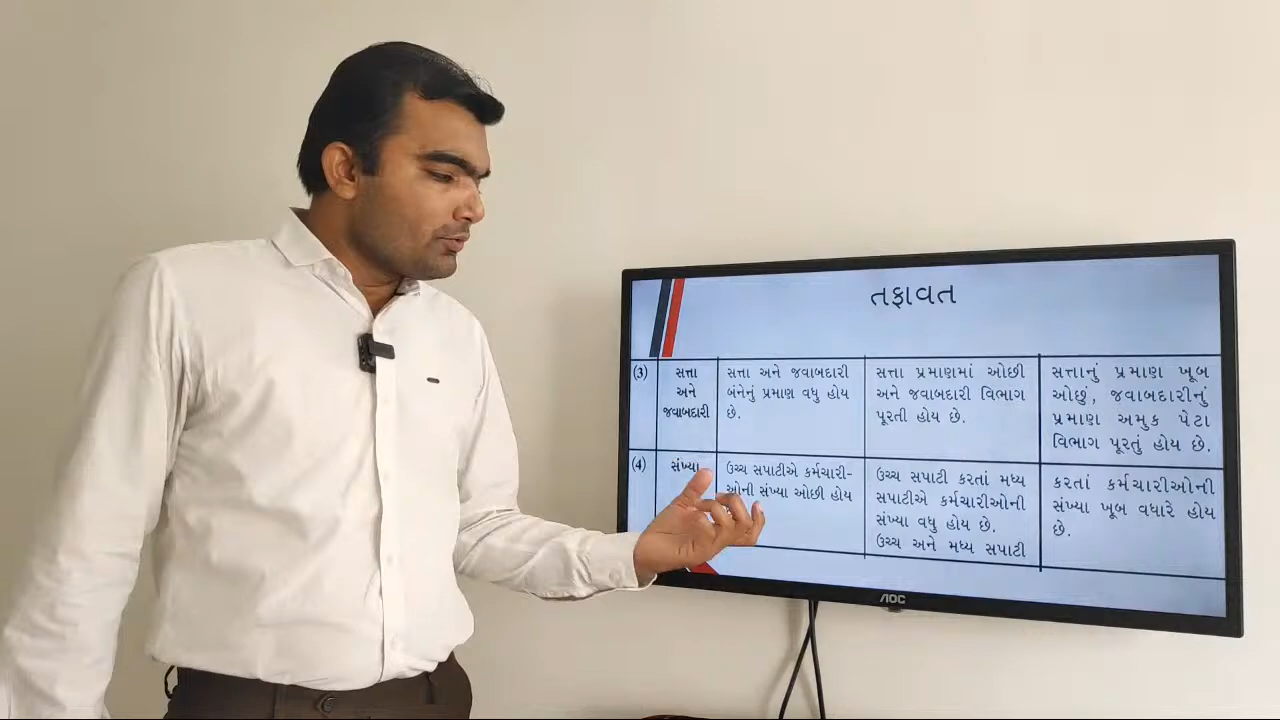 તફાવત
(3)
સત્તા
અને
જવાબદારી
સત્તા અને જવાબદારી
બંનેનું પ્રમાણ વધુ હોય
છે.
સત્તા પ્રમાણમાં ઓછી
અને જવાબદારી વિભાગ
પૂરતી હોય છે.
સત્તાનું પ્રમાણ ખૂબ
ઓછું, જવાબદારીનું
પ્રમાણ અમુક પેટા
વિભાગ પૂરતું હોય છે.
(4)
સંખ્યા
ઉચ્ચ સપાટીએ કર્મચારી-
ઓની સંખ્યા ઓછી હોય
ઉચ્ચ સપાટી કરતાં મધ્ય
સપાટીએ કર્મચારીઓની
સંખ્યા વધુ હોય છે.
ઉચ્ચ અને મધ્ય સપાટી
કરતાં કર્મચારીઓની
સંખ્યા ખૂબ વધારે હોય
છે.
AOC